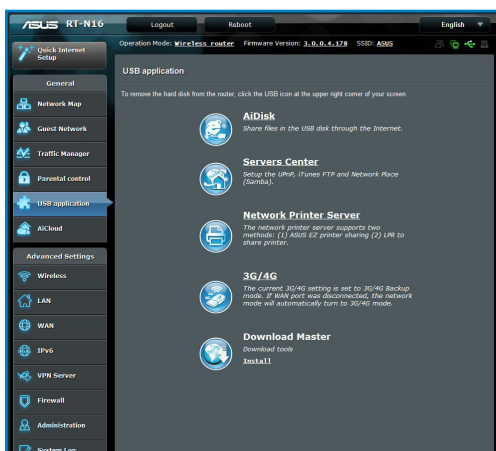 ASUS RT-N16
Logout
Reboot
English
Quick Internet
Setup
Operation Mode: Wireless router Firmware Version: 3.0.0.4.178 SSID: ASUS
General
Network Map
Guest Network
Traffic Manager
Parental control
USB application
AiCloud
Advanced Settings
Wireless
LAN
WAN
IPv6
VPN Server
Firewall
Administration
System Log
USB application
To remove the hard disk from the router, click the USB icon at the upper right corner of your screen.
AiDisk
Share files in the USB disk through the Internet.
Servers Center
Setup the UPnP, iTunes FTP and Network Place
(Samba).
Network Printer Server
The network printer server supports two
methods: (1) ASUS EZ printer sharing (2) LPR to
share printer.
3G/4G
The current 3G/4G setting is set to 3G/4G Backup
mode. If WAN port was disconnected, the network
mode will automatically turn to 3G/4G mode.
Download Master
Download tools
Install